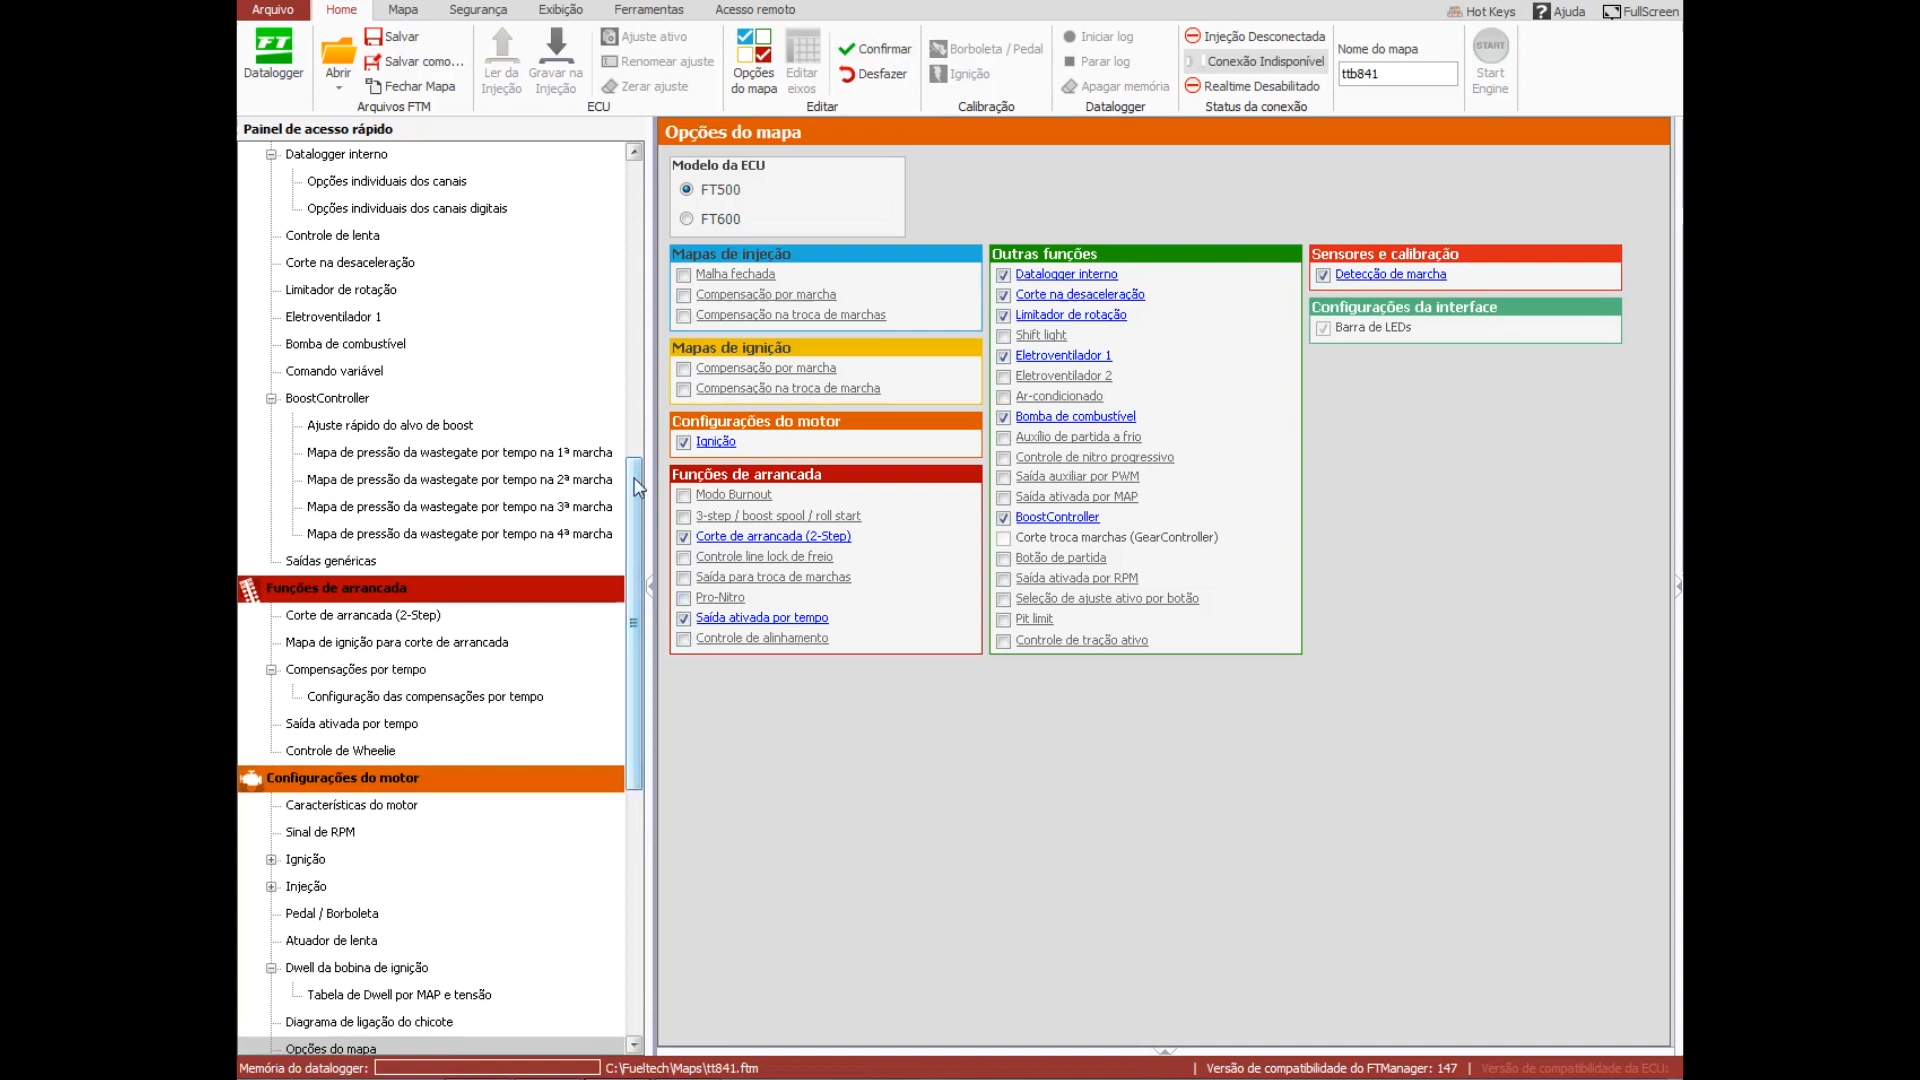 Arquivo Home Mapa Segurança Exibição Ferramentas Acesso remoto Hot Keys ? Ajuda FullScreen
FT Datalogger
Abrir
Salvar
Salvar como...
Fechar Mapa
Arquivos FTM
Ler da Injeção
Gravar na Injeção
Ajuste ativo
Renomear ajuste
Zerar ajuste
ECU
Opções do mapa
Editar eixos
Confirmar
Desfazer
Editar
Borboleta / Pedal
Ignição
Calibração
Iniciar log
Parar log
Apagar memória
Datalogger
Injeção Desconectada
Conexão Indisponível
Realtime Desabilitado
Status da conexão
Nome do mapa
ttb841
START
Start Engine
Painel de acesso rápido
Datalogger interno
Opções individuais dos canais
Opções individuais dos canais digitais
Controle de lenta
Corte na desaceleração
Limitador de rotação
Eletroventilador 1
Bomba de combustível
Comando variável
BoostController
Ajuste rápido do alvo de boost
Mapa de pressão da wastegate por tempo na 1ª marcha
Mapa de pressão da wastegate por tempo na 2ª marcha
Mapa de pressão da wastegate por tempo na 3ª marcha
Mapa de pressão da wastegate por tempo na 4ª marcha
Saídas genéricas
Funções de arrancada
Corte de arrancada (2-Step)
Mapa de ignição para corte de arrancada
Compensações por tempo
Configuração das compensações por tempo
Saída ativada por tempo
Controle de Wheelie
Configurações do motor
Características do motor
Sinal de RPM
Ignição
Injeção
Pedal / Borboleta
Atuador de lenta
Dwell da bobina de ignição
Tabela de Dwell por MAP e tensão
Diagrama de ligação do chicote
Opções do mapa
Opções do mapa
Modelo da ECU
FT500
FT600
Mapas de injeção
Malha fechada
Compensação por marcha
Compensação na troca de marchas
Mapas de ignição
Compensação por marcha
Compensação na troca de marcha
Configurações do motor
Ignição
Funções de arrancada
Modo Burnout
3-step / boost spool / roll start
Corte de arrancada (2-Step)
Controle line lock de freio
Saída para troca de marchas
Pro-Nitro
Saída ativada por tempo
Controle de alinhamento
Outras funções
Datalogger interno
Corte na desaceleração
Limitador de rotação
Shift light
Eletroventilador 1
Eletroventilador 2
Ar-condicionado
Bomba de combustível
Auxílio de partida a frio
Controle de nitro progressivo
Saída auxiliar por PWM
Saída ativada por MAP
BoostController
Corte troca marchas (GearController)
Botão de partida
Saída ativada por RPM
Seleção de ajuste ativo por botão
Pit limit
Controle de tração ativo
Sensores e calibração
Detecção de marcha
Configurações da interface
Barra de LEDs
Memória do datalogger: C:\Fueltech\Maps\tt841.ftm | Versão de compatibilidade do FTManager: 147 | Versão de compatibilidade da ECU: